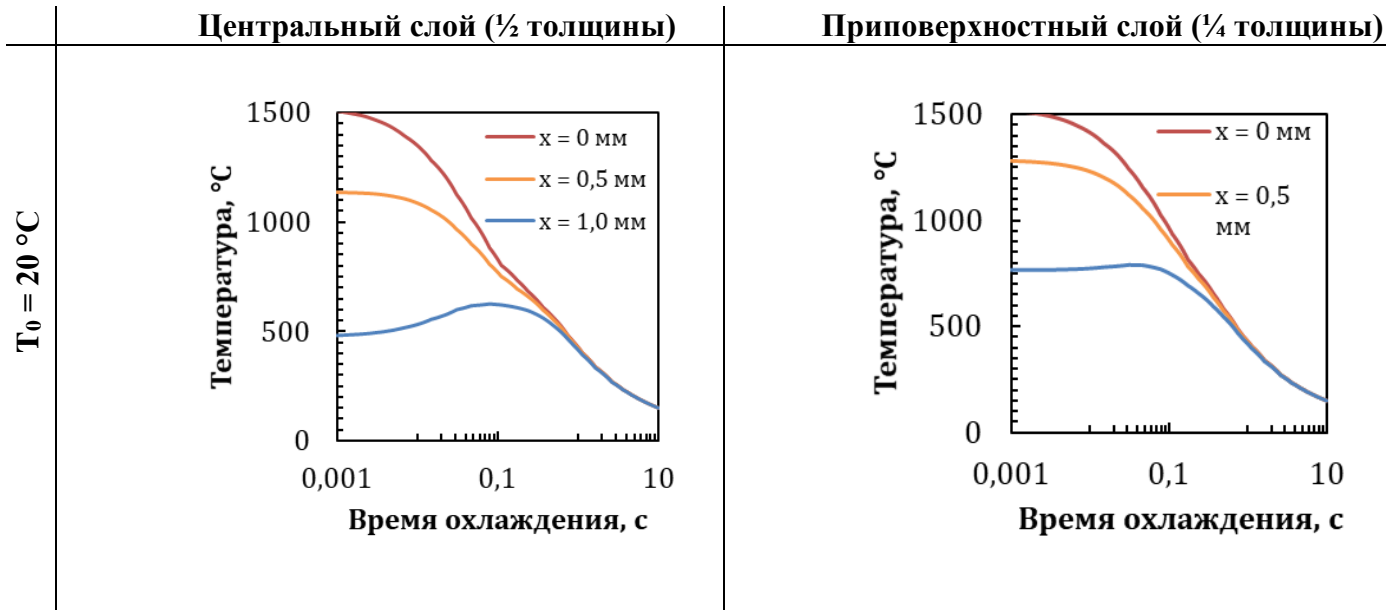 Центральный слой (½ толщины)
Приповерхностный слой (¼ толщины)
T₀ = 20 °C
Температура, °C
1500
1000
500
0
x = 0 мм
x = 0,5 мм
x = 1,0 мм
0,001
0,1
10
Время охлаждения, с
Температура, °C
1500
1000
500
0
x = 0 мм
x = 0,5
мм
0,001
0,1
10
Время охлаждения, с